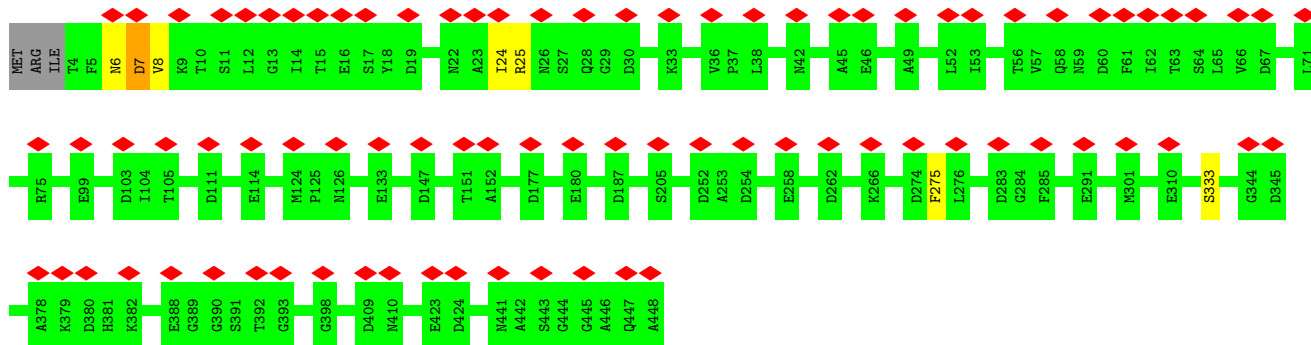 MET ARG ILE T4 F5 N6 D7 V8 K9 T10 S11 L12 G13 I14 T15 E16 S17 Y18 D19 N22 A23 I24 R25 N26 S27 Q28 G29 D30 K33 V36 P37 L38 N42 A45 E46 A49 L52 I53 T56 V57 Q58 N59 D60 F61 I62 T63 S64 L65 V66 D67 L71
R75 E99 D103 I104 T105 D111 E114 M124 P125 N126 E133 D147 T151 A152 D177 E180 D187 S205 D252 A253 D254 E258 D262 K266 D274 F275 L276 D283 G284 F285 E291 M301 E310 S333 G344 D345
A378 K379 D380 H381 K382 E388 G389 G390 S391 T392 G393 G398 D409 N410 E423 D424 N441 A442 S443 G444 G445 A446 Q447 A448